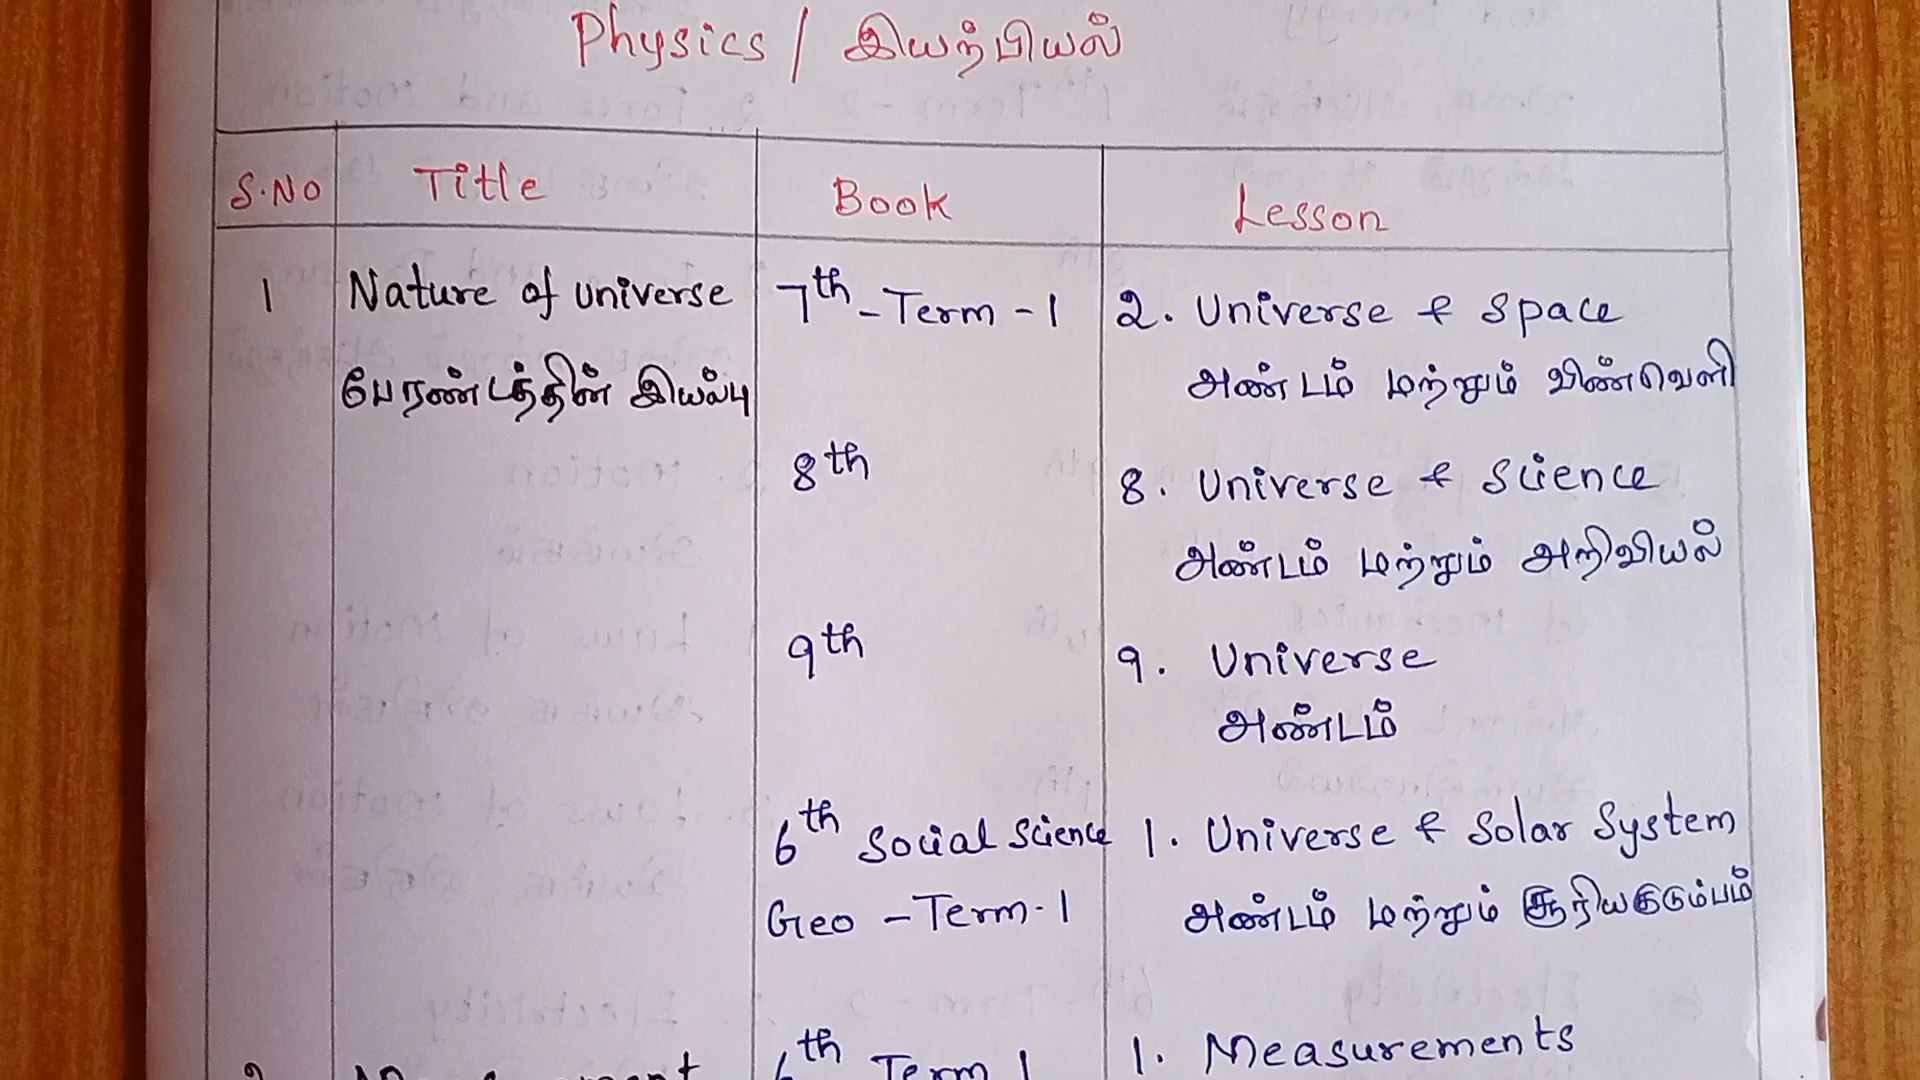 Physics / இயற்பியல்
S.NO Title Book Lesson
1 Nature of universe 7th - Term - 1 2. Universe & Space
பேரண்டத்தின் இயல்பு அண்டம் மற்றும் விண்வெளி
8th 8. Universe & Science
அண்டம் மற்றும் அறிவியல்
9th 9. Universe
அண்டம்
6th Social Science 1. Universe & Solar System
Geo - Term - 1 அண்டம் மற்றும் சூரியகுடும்பம்
6th Term 1 1. Measurements